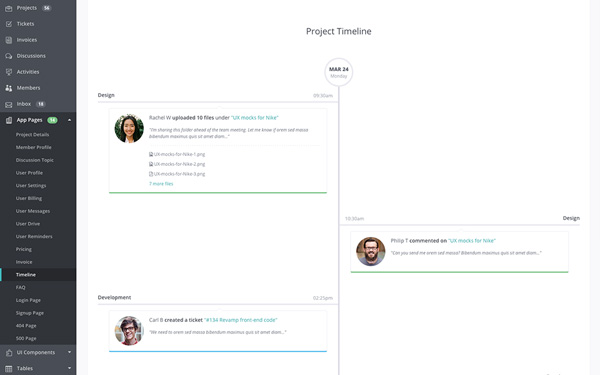 Projects 56
Tickets
Invoices
Discussions
Activities
Members
Inbox 18
App Pages 16
Project Details
Member Profile
Discussion Topic
User Profile
User Settings
User Billing
User Messages
User Drive
User Reminders
Pricing
Invoice
Timeline
FAQ
Login Page
Signup Page
404 Page
500 Page
UI Components
Tables
Project Timeline
MAR 24
Monday
Design 09:30am
Rachel W uploaded 10 files under "UX mocks for Nike"
"I'm sharing this folder ahead of the team meeting. Let me know if orem sed massa
bibendum maximus quis sit amet diam..."
UX-mocks-for-Nike-1.png
UX-mocks-for-Nike-2.png
UX-mocks-for-Nike-3.png
7 more files
10:30am Design
Philip T commented on "UX mocks for Nike"
"Can you send me orem sed massa? Bibendum maximus quis sit amet diam..."
Development 02:25pm
Carl B created a ticket "#134 Revamp front-end code"
"We need to orem sed massa bibendum maximus quis sit amet diam..."